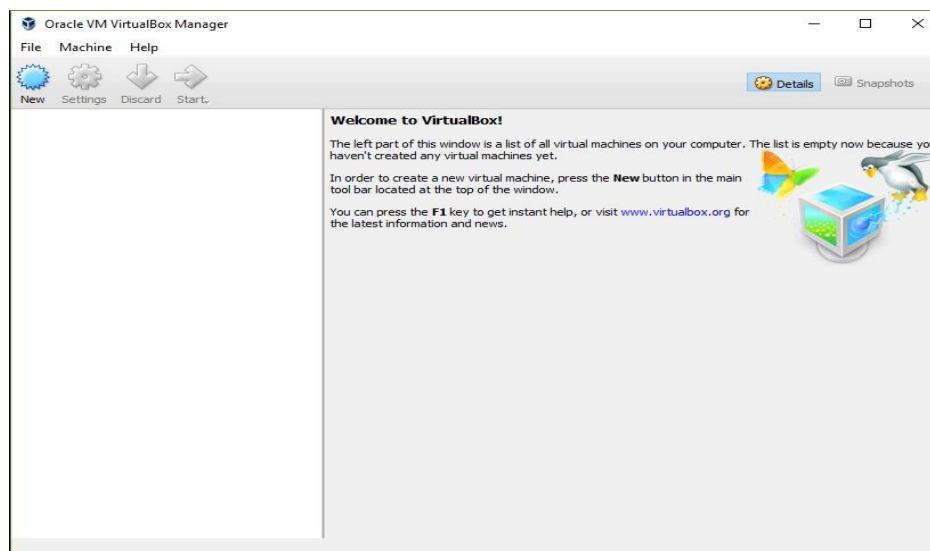 Oracle VM VirtualBox Manager
File Machine Help
New Settings Discard Start
Details Snapshots
Welcome to VirtualBox!
The left part of this window is a list of all virtual machines on your computer. The list is empty now because yo
haven't created any virtual machines yet.
In order to create a new virtual machine, press the New button in the main
tool bar located at the top of the window.
You can press the F1 key to get instant help, or visit www.virtualbox.org for
the latest information and news.